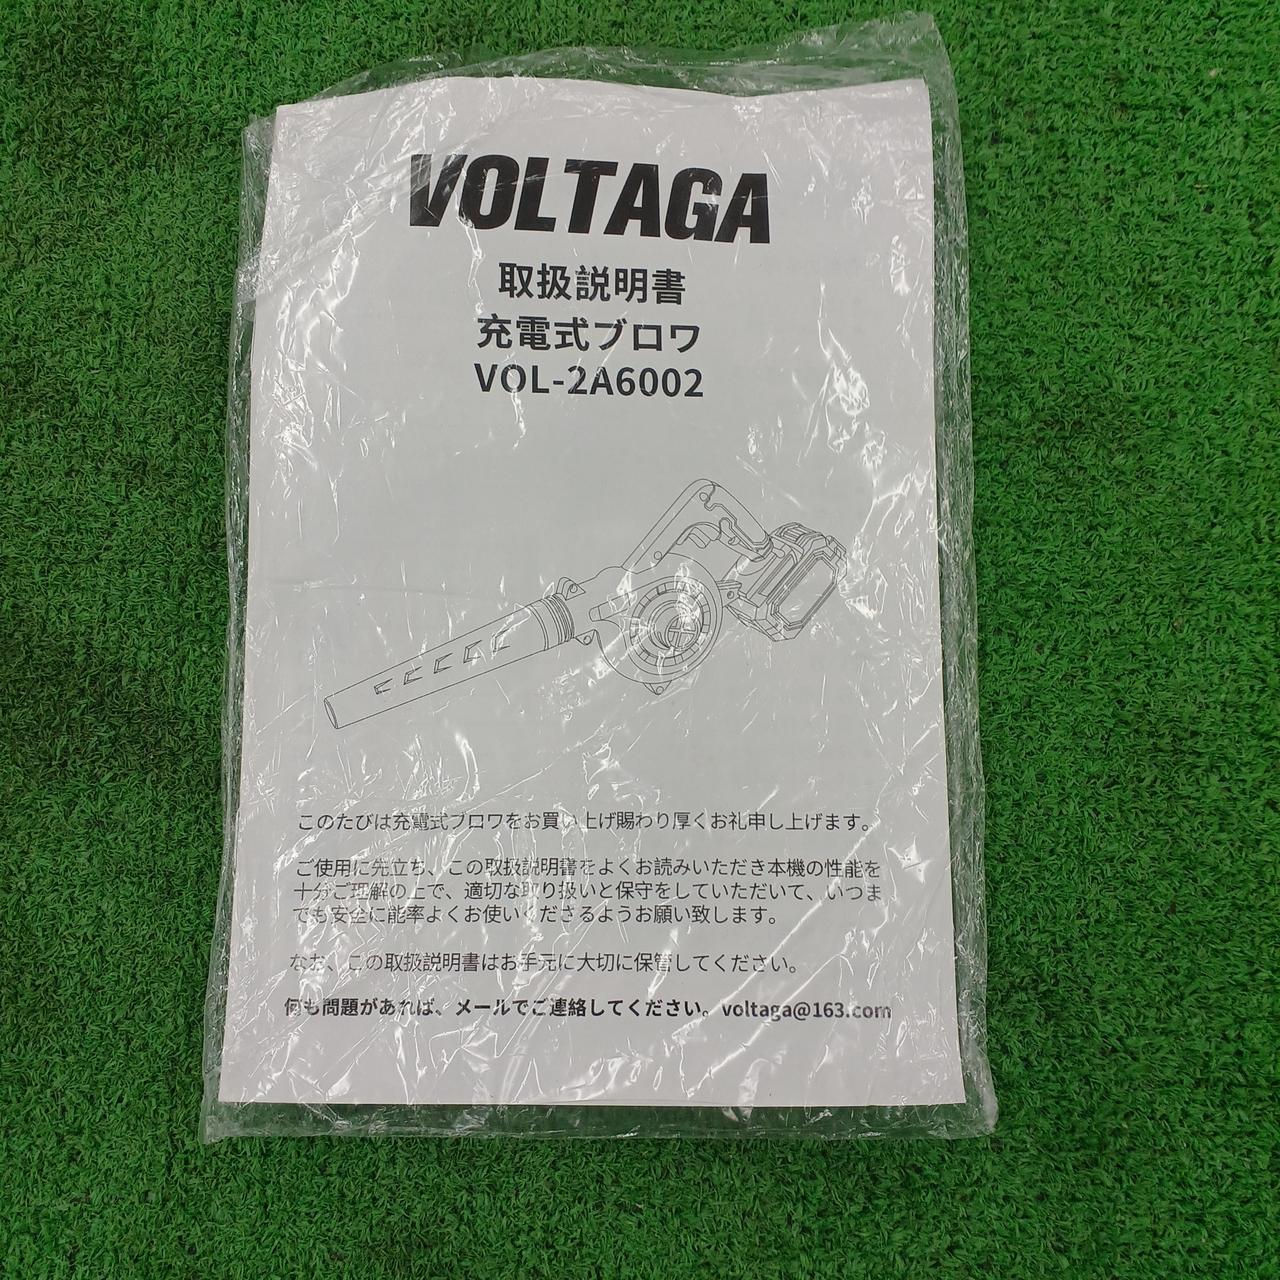 VOLTAGA
取扱説明書
充電式ブロワ
VOL-2A6002
このたびは充電式ブロワをお買い上げ賜わり厚くお礼申し上げます。
ご使用に先立ち、この取扱説明書をよくお読みいただき本機の性能を
十分ご理解の上で、適切な取り扱いと保守をしていただいて、いつま
でも安全に能率よくお使いくださるようお願い致します。
なお、この取扱説明書はお手元に大切に保管してください。
何も問題があれば、メールでご連絡してください。voltaga@163.com